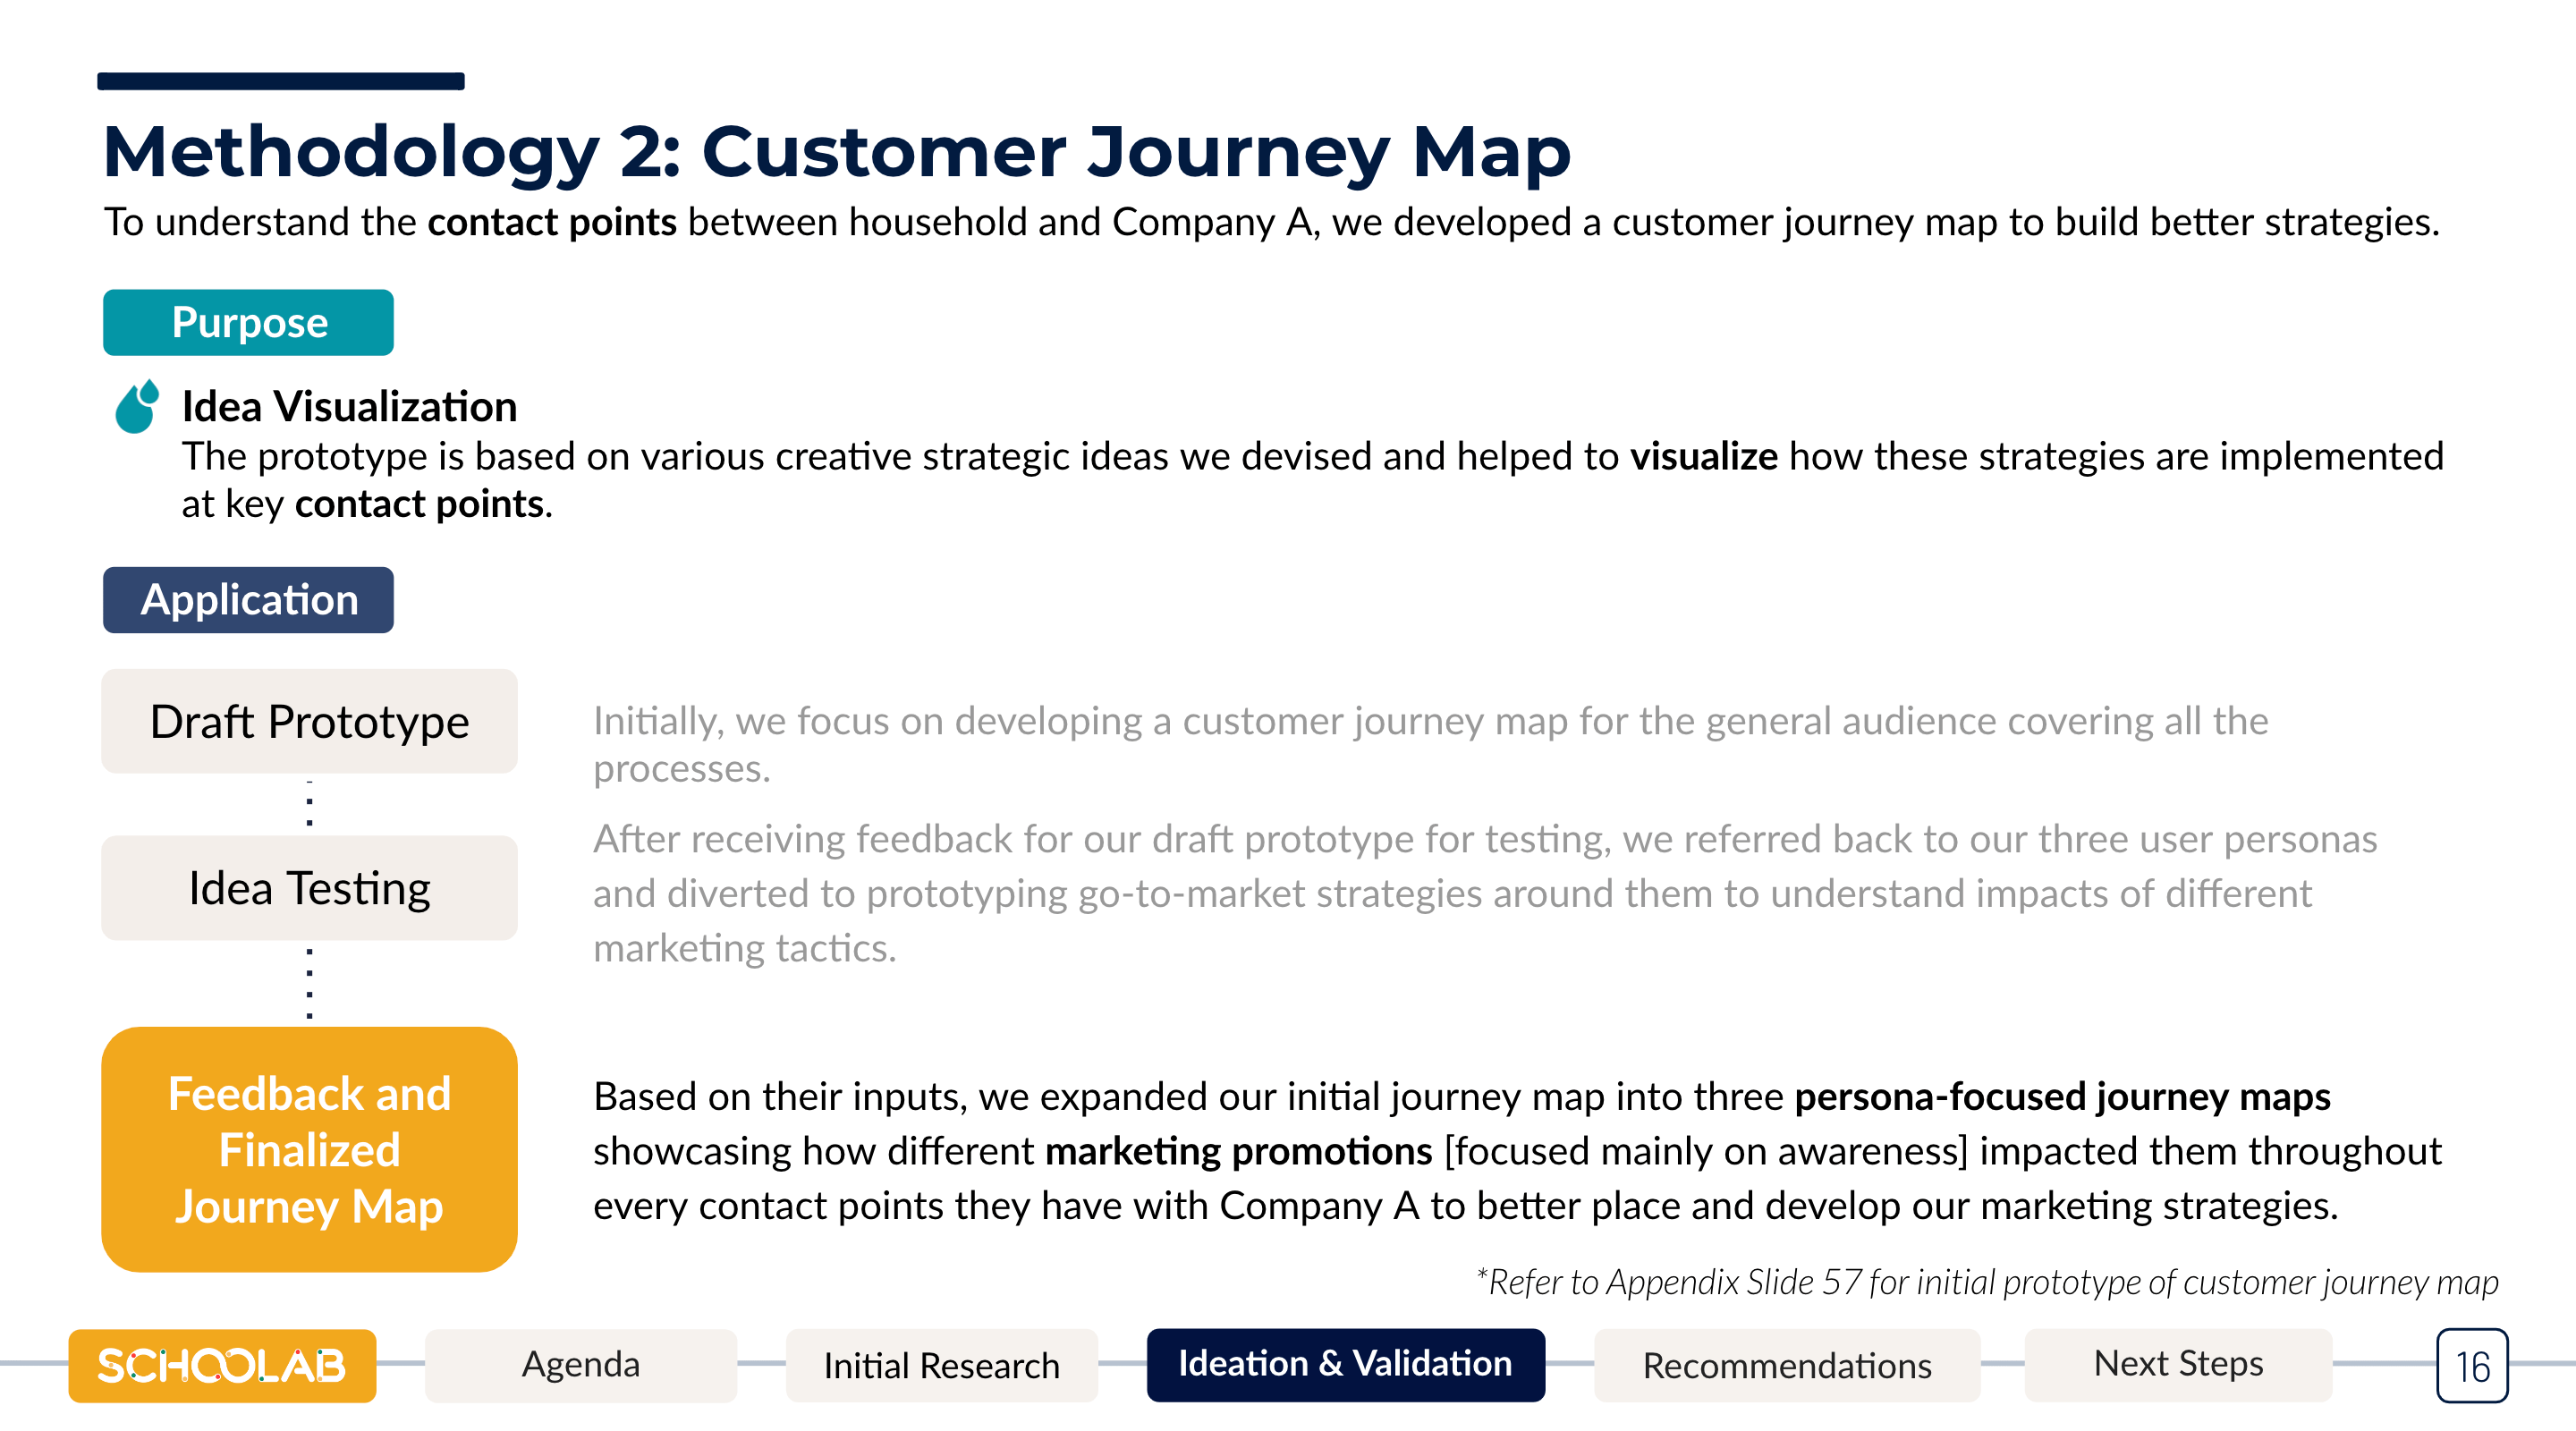 Methodology 2: Customer Journey Map
To understand the contact points between household and Company A, we developed a customer journey map to build better strategies.
Purpose
Idea Visualization
The prototype is based on various creative strategic ideas we devised and helped to visualize how these strategies are implemented
at key contact points.
Application
Draft Prototype
Initially, we focus on developing a customer journey map for the general audience covering all the
processes.
Idea Testing
After receiving feedback for our draft prototype for testing, we referred back to our three user personas
and diverted to prototyping go-to-market strategies around them to understand impacts of different
marketing tactics.
Feedback and
Finalized
Journey Map
Based on their inputs, we expanded our initial journey map into three persona-focused journey maps
showcasing how different marketing promotions [focused mainly on awareness] impacted them throughout
every contact points they have with Company A to better place and develop our marketing strategies.
*Refer to Appendix Slide 57 for initial prototype of customer journey map
SCHOOLAB
Agenda
Initial Research
Ideation & Validation
Recommendations
Next Steps
16